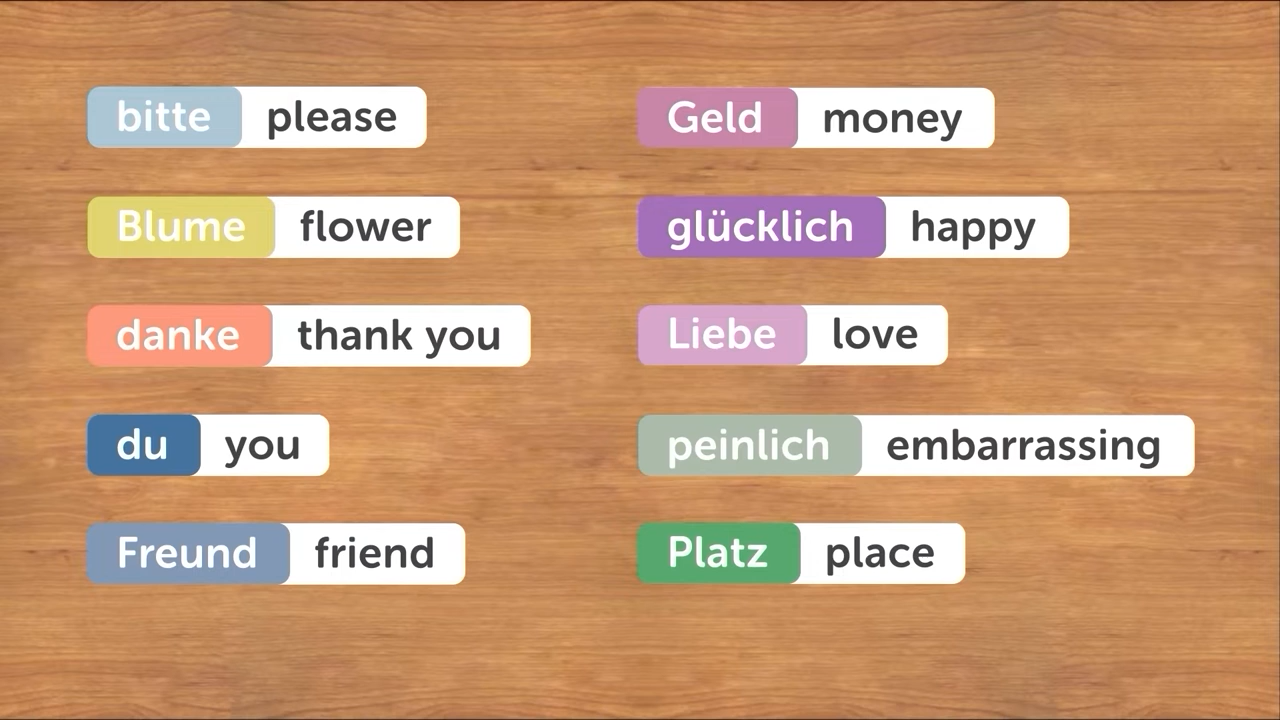 bitte please
Blume flower
danke thank you
du you
Freund friend
Geld money
glücklich happy
Liebe love
peinlich embarrassing
Platz place